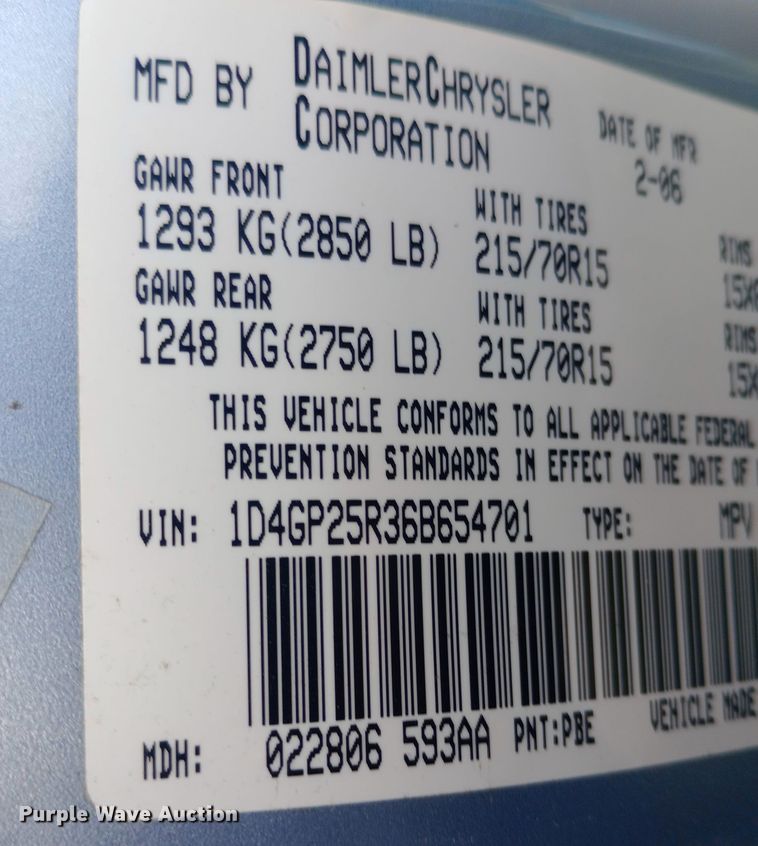 MFD BY DAIMLERCHRYSLER CORPORATION DATE OF MFR
2-06
GAWR FRONT WITH TIRES RIMS
1293 KG(2850 LB) 215/70R15
GAWR REAR WITH TIRES RIMS
1248 KG(2750 LB) 215/70R15
THIS VEHICLE CONFORMS TO ALL APPLICABLE FEDERAL
PREVENTION STANDARDS IN EFFECT ON THE DATE OF
VIN: 1D4GP25R36B654701 TYPE: MPV
MDH: 022806 593AA PNT:PBE VEHICLE MADE
Purple Wave Auction